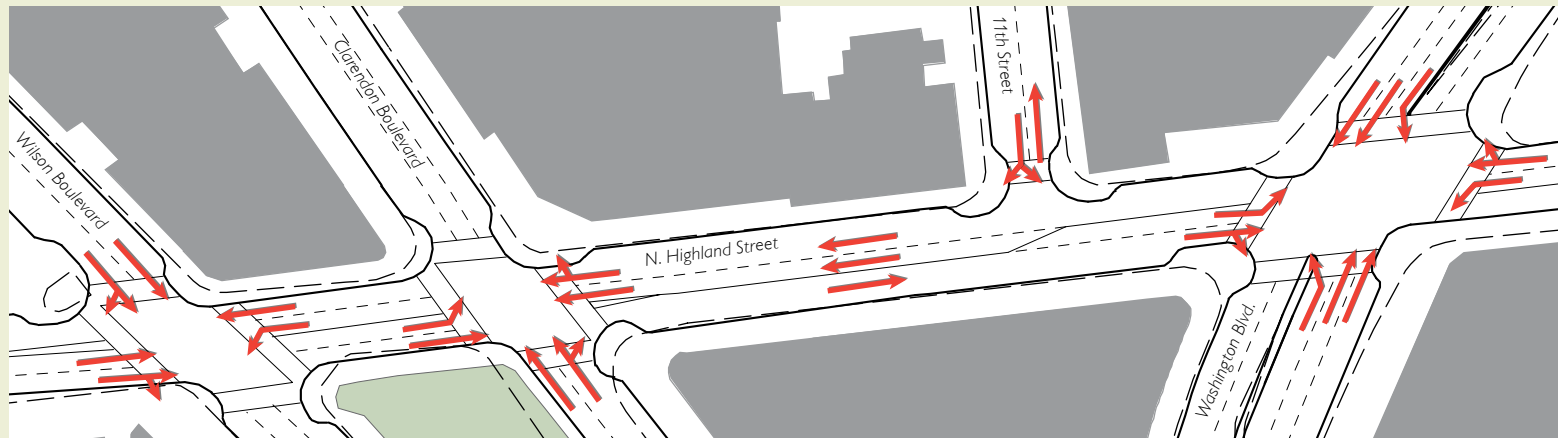 Wilson Boulevard
Clarendon Boulevard
N. Highland Street
11th Street
Washington Blvd.